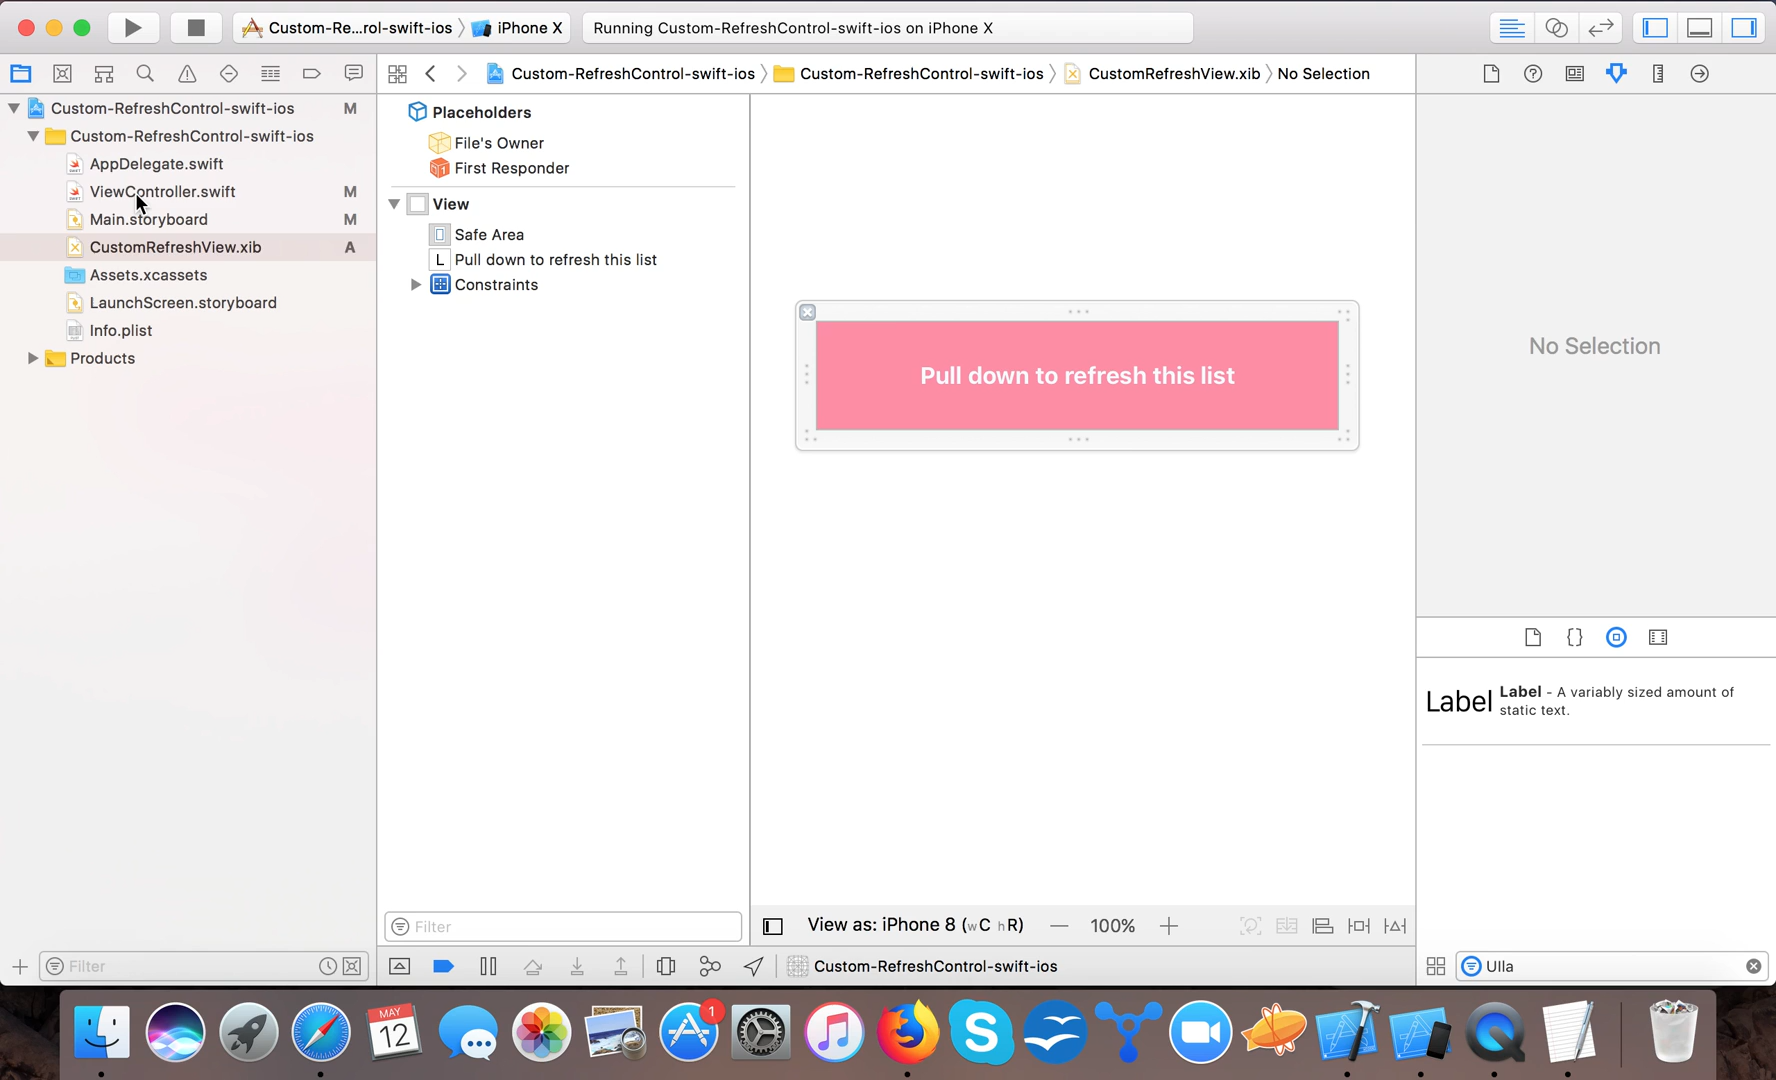 Custom-Re...rol-swift-ios
iPhone X
Running Custom-RefreshControl-swift-ios on iPhone X
Custom-RefreshControl-swift-ios
Custom-RefreshControl-swift-ios
CustomRefreshView.xib
No Selection
Custom-RefreshControl-swift-ios M
Custom-RefreshControl-swift-ios
AppDelegate.swift
ViewController.swift M
Main.storyboard M
CustomRefreshView.xib A
Assets.xcassets
LaunchScreen.storyboard
Info.plist
Products
Placeholders
File's Owner
First Responder
View
Safe Area
L Pull down to refresh this list
Constraints
Pull down to refresh this list
No Selection
Label
Label - A variably sized amount of
static text.
Filter
View as: iPhone 8 (wC hR)
100%
Filter
Custom-RefreshControl-swift-ios
Ulla
MAY
12
1